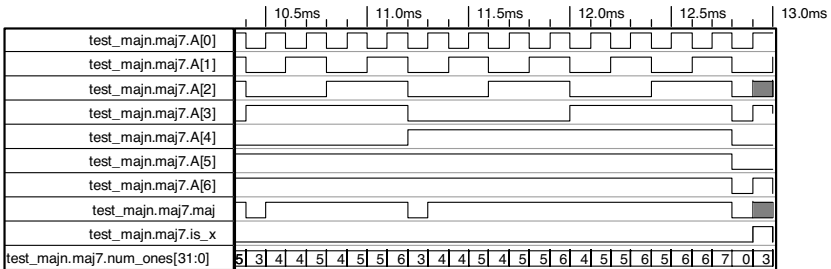 10.5ms 11.0ms 11.5ms 12.0ms 12.5ms 13.0ms
test_majn.maj7.A[0]
test_majn.maj7.A[1]
test_majn.maj7.A[2]
test_majn.maj7.A[3]
test_majn.maj7.A[4]
test_majn.maj7.A[5]
test_majn.maj7.A[6]
test_majn.maj7.maj
test_majn.maj7.is_x
test_majn.maj7.num_ones[31:0] 5 3 4 4 5 4 5 5 6 3 4 4 5 4 5 5 6 4 5 5 6 5 6 6 7 0 3